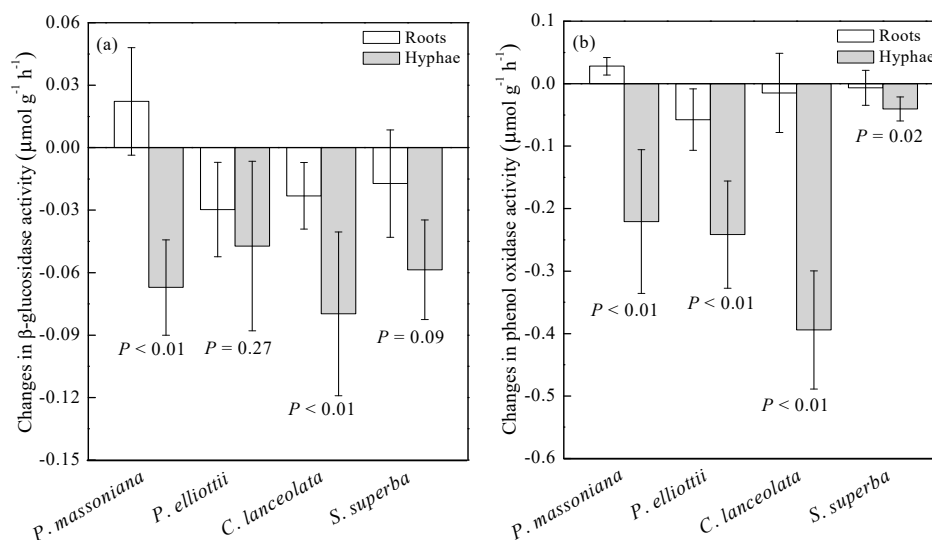 (a)
Roots
Hyphae
Changes in β-glucosidase activity (μmol g⁻¹ h⁻¹)
0.06
0.03
0.00
-0.03
-0.06
-0.09
-0.12
-0.15
P < 0.01
P = 0.27
P < 0.01
P = 0.09
P. massoniana
P. elliottii
C. lanceolata
S. superba
(b)
Roots
Hyphae
Changes in phenol oxidase activity (μmol g⁻¹ h⁻¹)
0.1
0.0
-0.1
-0.2
-0.3
-0.4
-0.5
-0.6
P < 0.01
P < 0.01
P < 0.01
P = 0.02
P. massoniana
P. elliottii
C. lanceolata
S. superba